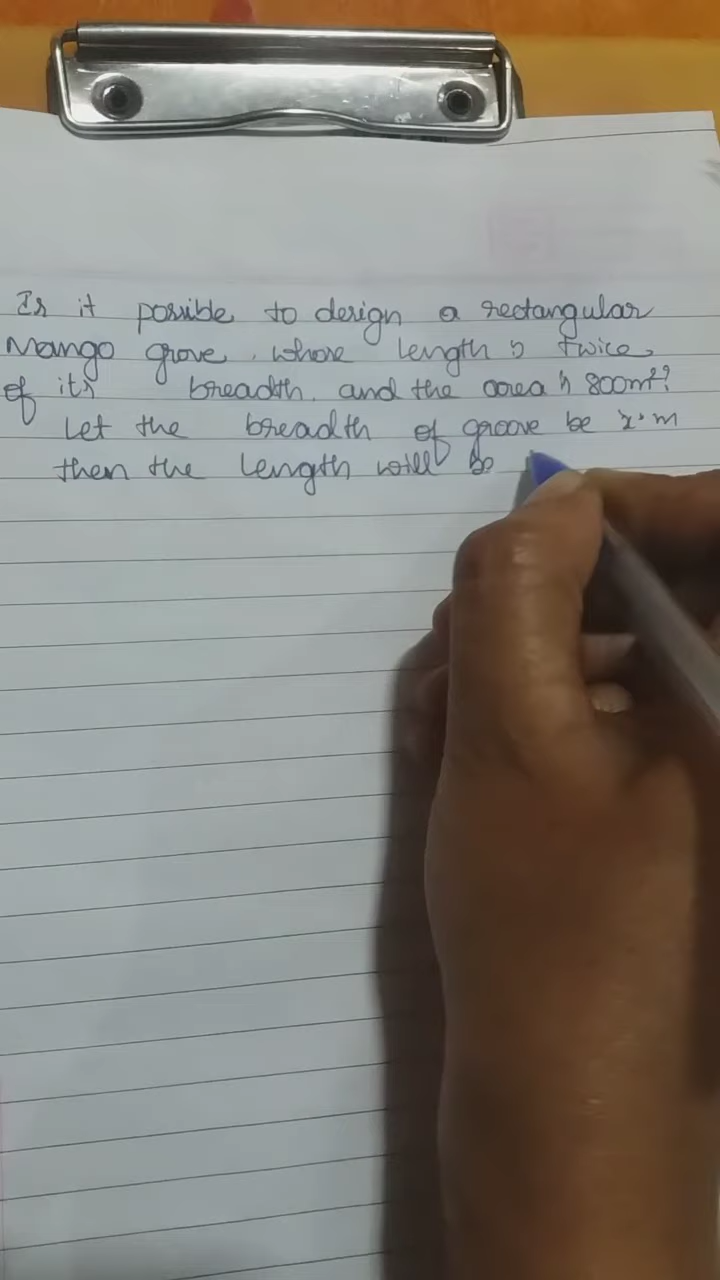 Is it possible to design a rectangular
Mango grove, whose length is twice
of its breadth, and the area is 800m²?
Let the breadth of groove be x m
then the length will be